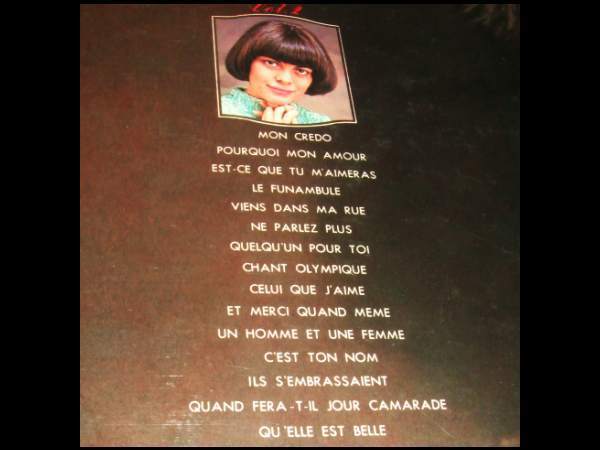 Vol. 2
MON CREDO
POURQUOI MON AMOUR
EST-CE QUE TU M'AIMERAS
LE FUNAMBULE
VIENS DANS MA RUE
NE PARLEZ PLUS
QUELQU'UN POUR TOI
CHANT OLYMPIQUE
CELUI QUE J'AIME
ET MERCI QUAND MEME
UN HOMME ET UNE FEMME
C'EST TON NOM
ILS S'EMBRASSAIENT
QUAND FERA-T-IL JOUR CAMARADE
QU'ELLE EST BELLE